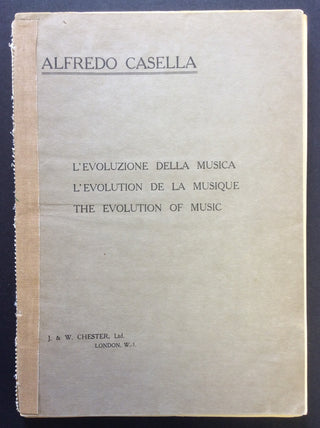 ALFREDO CASELLA
L'EVOLUZIONE DELLA MUSICA
L'EVOLUTION DE LA MUSIQUE
THE EVOLUTION OF MUSIC
J. & W. CHESTER, Ltd.
LONDON, W-1.